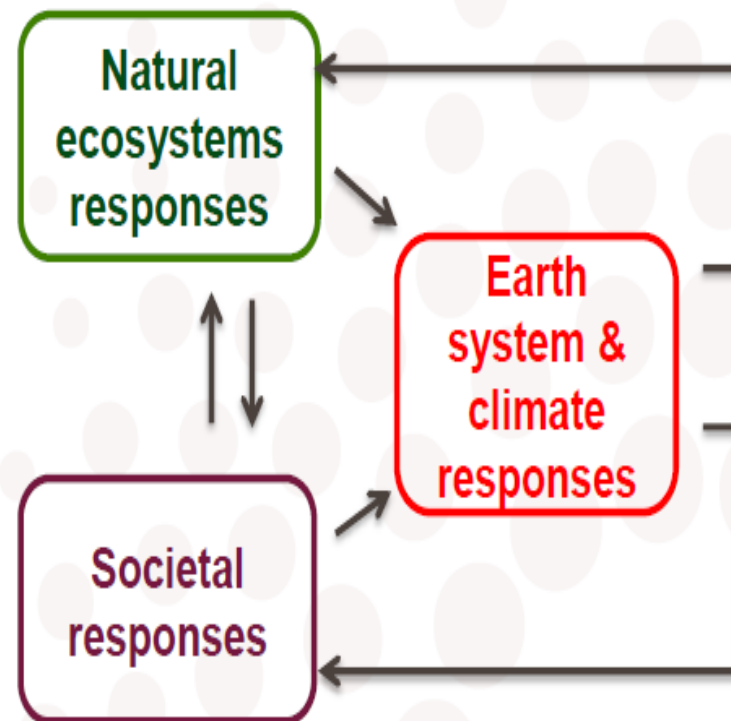 Natural
ecosystems
responses
Earth
system &
climate
responses
Societal
responses